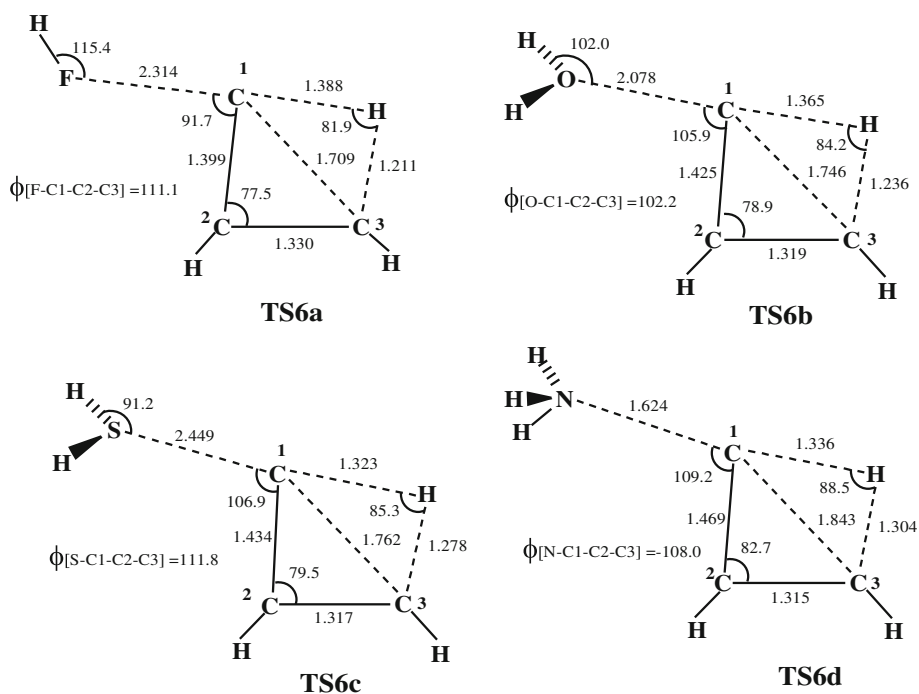 H
115.4
F
2.314
1
C
1.388
H
91.7
81.9
1.399
1.709
1.211
ϕ[F-C1-C2-C3] =111.1
77.5
2
C
C
3
1.330
H
H
TS6a
H
102.0
O
H
2.078
1
C
1.365
H
105.9
84.2
1.425
1.746
1.236
ϕ[O-C1-C2-C3] =102.2
78.9
2
C
C
3
1.319
H
H
TS6b
H
91.2
S
H
2.449
1
C
1.323
H
106.9
85.3
1.434
1.762
1.278
ϕ[S-C1-C2-C3] =111.8
79.5
2
C
C
3
1.317
H
H
TS6c
H
H
N
H
1.624
1
C
1.336
H
109.2
88.5
1.469
1.843
1.304
ϕ[N-C1-C2-C3] =-108.0
82.7
2
C
C
3
1.315
H
H
TS6d